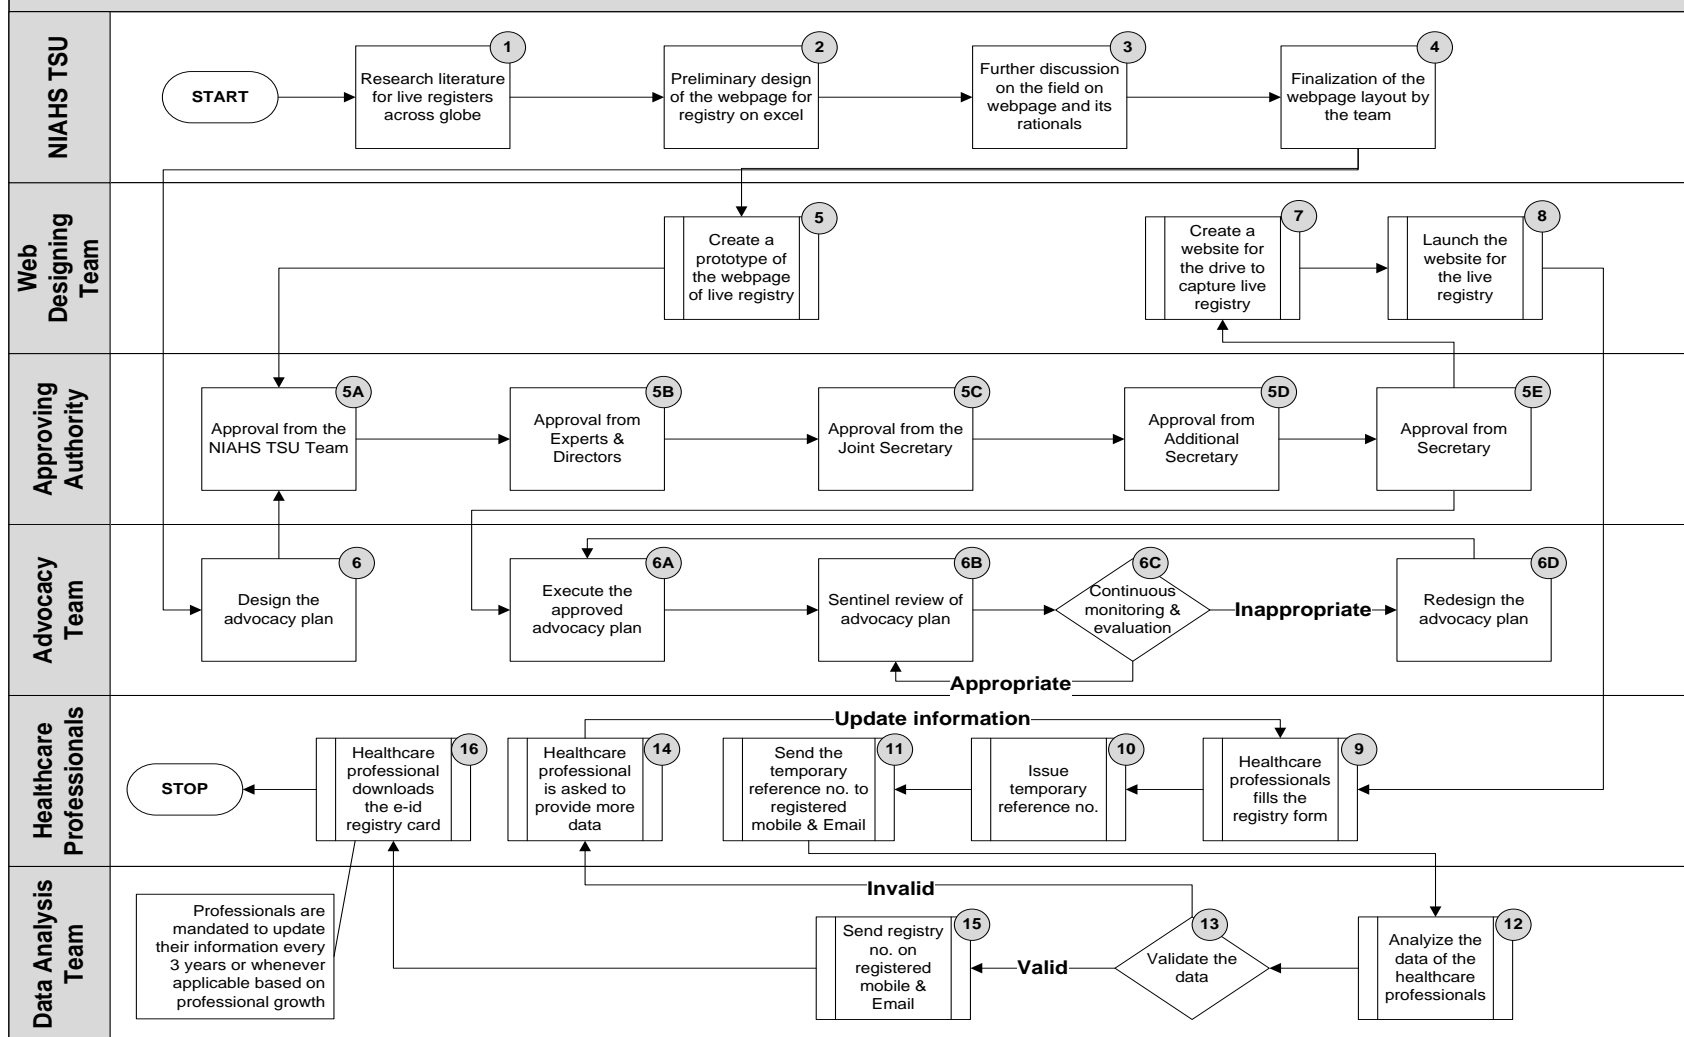 NIAHS TSU
START
1
Research literature
for live registers
across globe
2
Preliminary design
of the webpage for
registry on excel
3
Further discussion
on the field on
webpage and its
rationals
4
Finalization of the
webpage layout by
the team
Web
Designing
Team
5
Create a
prototype of
the webpage
of live registry
7
Create a
website for
the drive to
capture live
registry
8
Launch the
website for
the live
registry
Approving
Authority
5A
Approval from the
NIAHS TSU Team
5B
Approval from
Experts &
Directors
5C
Approval from the
Joint Secretary
5D
Approval from
Additional
Secretary
5E
Approval from
Secretary
Advocacy
Team
6
Design the
advocacy plan
6A
Execute the
approved
advocacy plan
6B
Sentinel review of
advocacy plan
6C
Continuous
monitoring &
evaluation
Inappropriate
6D
Redesign the
advocacy plan
Appropriate
Healthcare
Professionals
Update information
STOP
16
Healthcare
professional
downloads
the e-id
registry card
14
Healthcare
professional
is asked to
provide more
data
11
Send the
temporary
reference no. to
registered
mobile & Email
10
Issue
temporary
reference no.
9
Healthcare
professionals
fills the
registry form
Data Analysis
Team
Invalid
Professionals are
mandated to update
their information every
3 years or whenever
applicable based on
professional growth
15
Send registry
no. on
registered
mobile &
Email
Valid
13
Validate the
data
12
Analyize the
data of the
healthcare
professionals